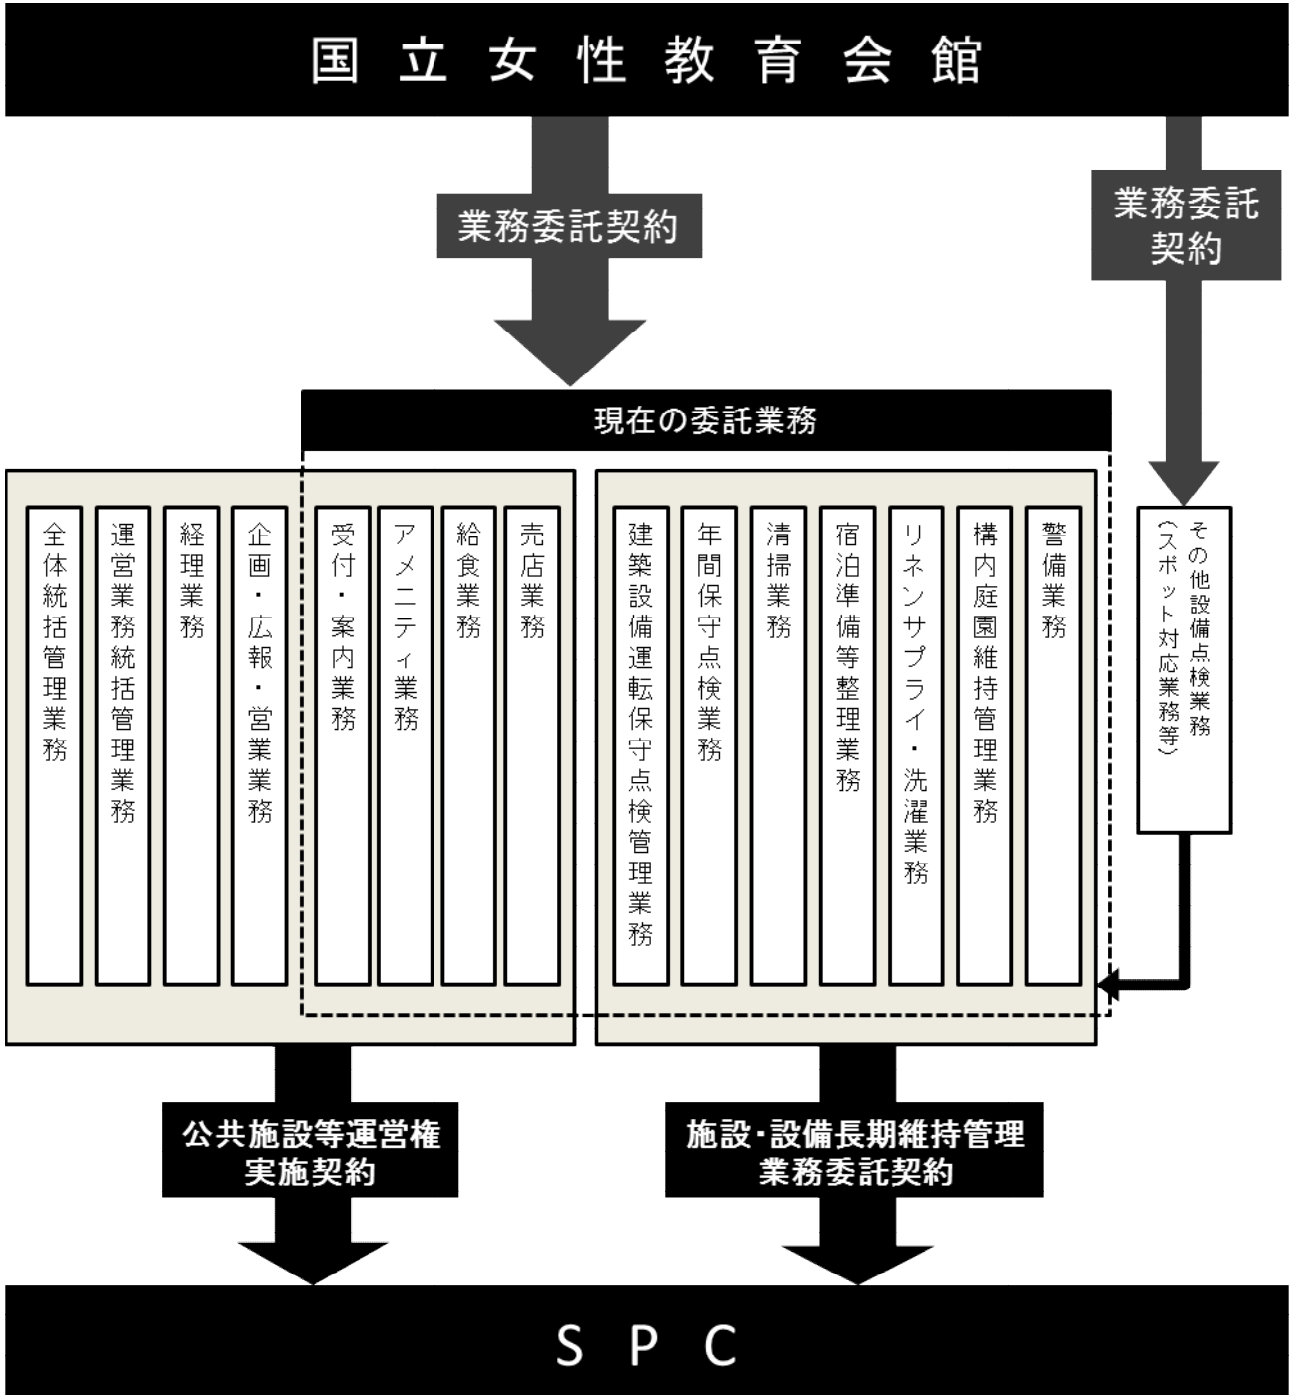 国立女性教育会館
業務委託契約
業務委託
契約
現在の委託業務
全体統括管理業務
運営業務統括管理業務
経理業務
企画・広報・営業業務
受付・案内業務
アメニティ業務
給食業務
売店業務
建築設備運転保守点検管理業務
年間保守点検業務
清掃業務
宿泊準備等整理業務
リネンサプライ・洗濯業務
構内庭園維持管理業務
警備業務
その他設備点検業務
（スポット対応業務等）
公共施設等運営権
実施契約
施設・設備長期維持管理
業務委託契約
SPC